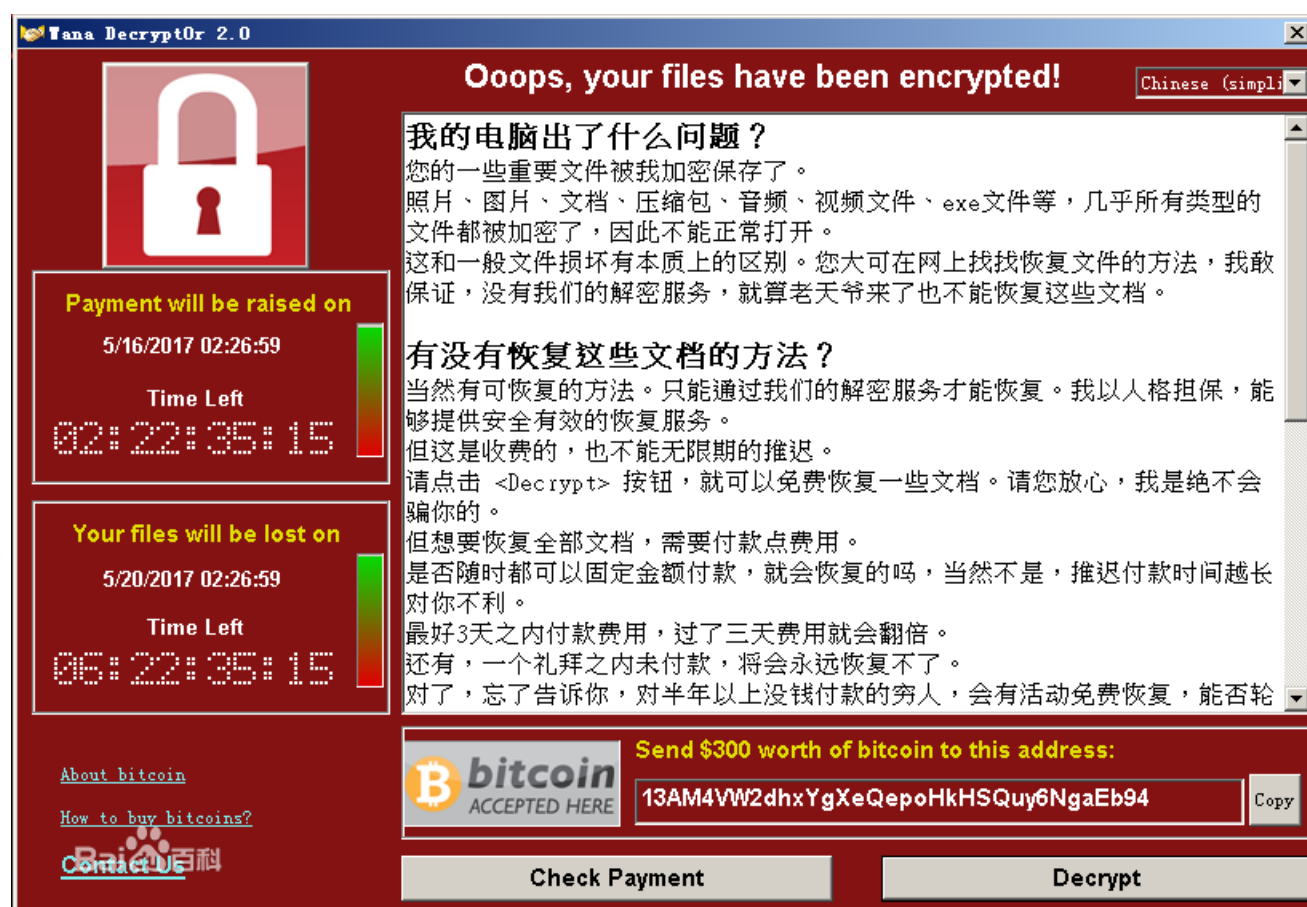 Tana Decrypt0r 2.0
Ooops, your files have been encrypted!
Chinese (simpli
Payment will be raised on
5/16/2017 02:26:59
Time Left
02:22:35:15
Your files will be lost on
5/20/2017 02:26:59
Time Left
06:22:35:15
About bitcoin
How to buy bitcoins?
Contact Us
Bai百科
我的电脑出了什么问题？
您的一些重要文件被我加密保存了。
照片、图片、文档、压缩包、音频、视频文件、exe文件等，几乎所有类型的
文件都被加密了，因此不能正常打开。
这和一般文件损坏有本质上的区别。您大可在网上找找恢复文件的方法，我敢
保证，没有我们的解密服务，就算老天爷来了也不能恢复这些文档。
有没有恢复这些文档的方法？
当然有可恢复的方法。只能通过我们的解密服务才能恢复。我以人格担保，能
够提供安全有效的恢复服务。
但这是收费的，也不能无限期的推迟。
请点击 <Decrypt> 按钮，就可以免费恢复一些文档。请您放心，我是绝不会
骗你的。
但想要恢复全部文档，需要付款点费用。
是否随时都可以固定金额付款，就会恢复的吗，当然不是，推迟付款时间越长
对你不利。
最好3天之内付款费用，过了三天费用就会翻倍。
还有，一个礼拜之内未付款，将会永远恢复不了。
对了，忘了告诉你，对半年以上没钱付款的穷人，会有活动免费恢复，能否轮
bitcoin
ACCEPTED HERE
Send $300 worth of bitcoin to this address:
13AM4VW2dhxYgXeQepoHkHSQuy6NgaEb94
Copy
Check Payment
Decrypt